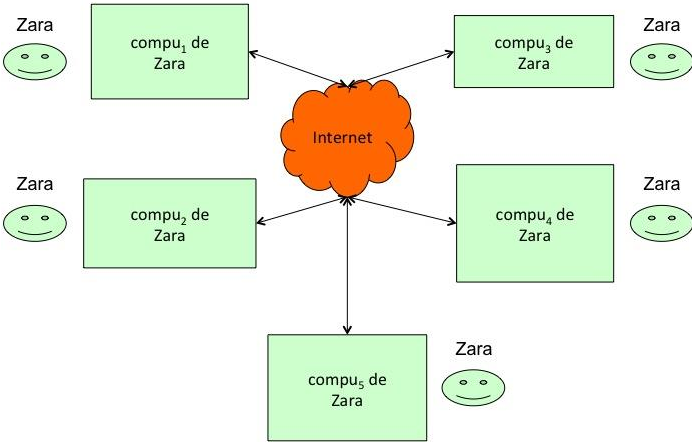 Zara
compu₁ de
Zara
compu₃ de
Zara
Zara
Internet
Zara
compu₂ de
Zara
compu₄ de
Zara
Zara
compu₅ de
Zara
Zara